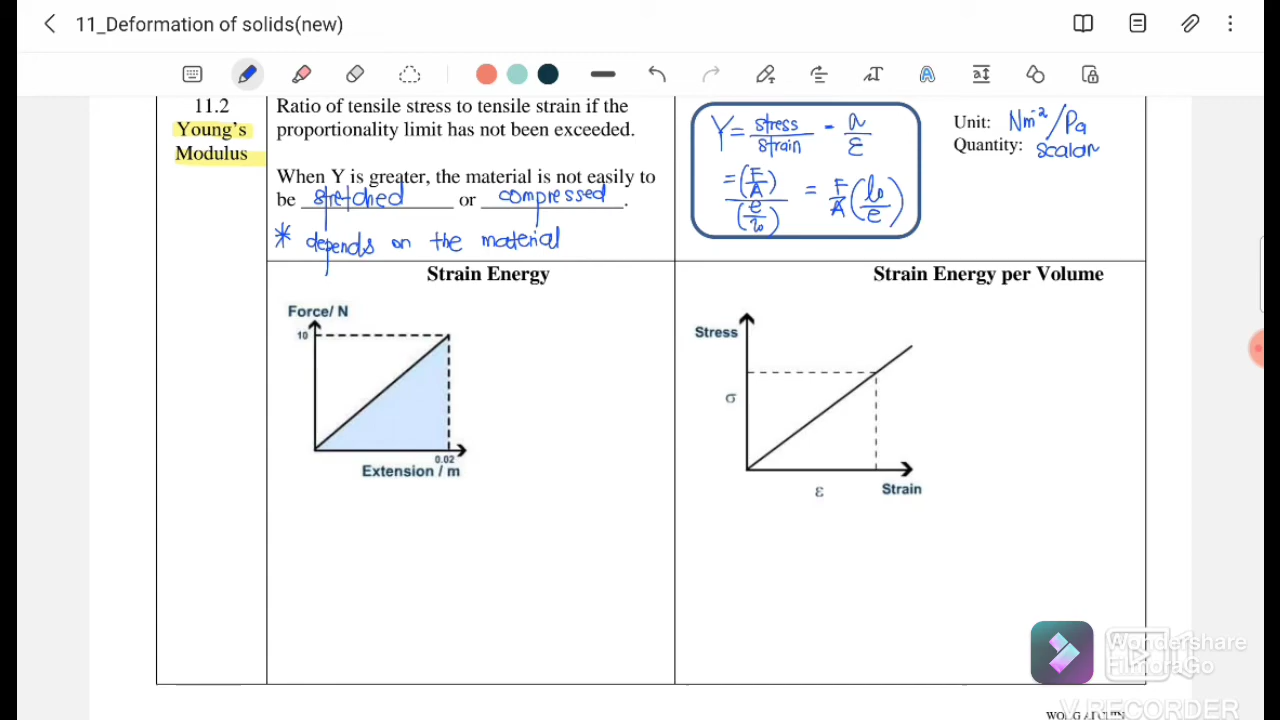 11_Deformation of solids(new)
11.2
Young's
Modulus
Ratio of tensile stress to tensile strain if the
proportionality limit has not been exceeded.
When Y is greater, the material is not easily to
be stretched or compressed.
* depends on the material
Y = stress/strain = σ/ε
= (F/A)/(e/l₀) = F/A (l₀/e)
Unit: Nm⁻²/Pa
Quantity: scalar
Strain Energy
Force/ N
10
0.02
Extension / m
Strain Energy per Volume
Stress
σ
ε
Strain
Wondershare
FilmoraGo
V RECORDER